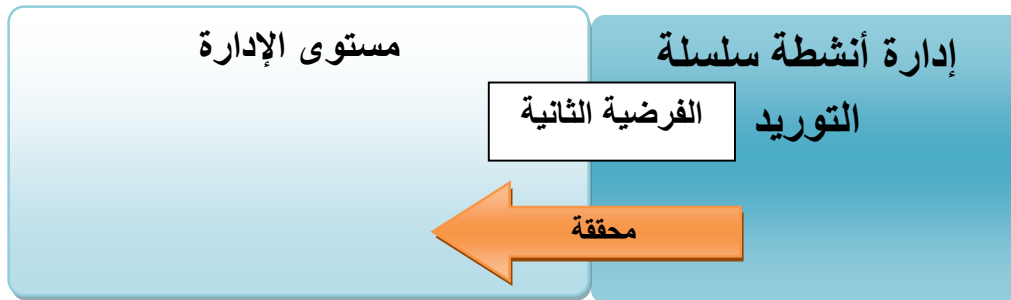 إدارة أنشطة سلسلة
التوريد
مستوى الإدارة
الفرضية الثانية
محققة